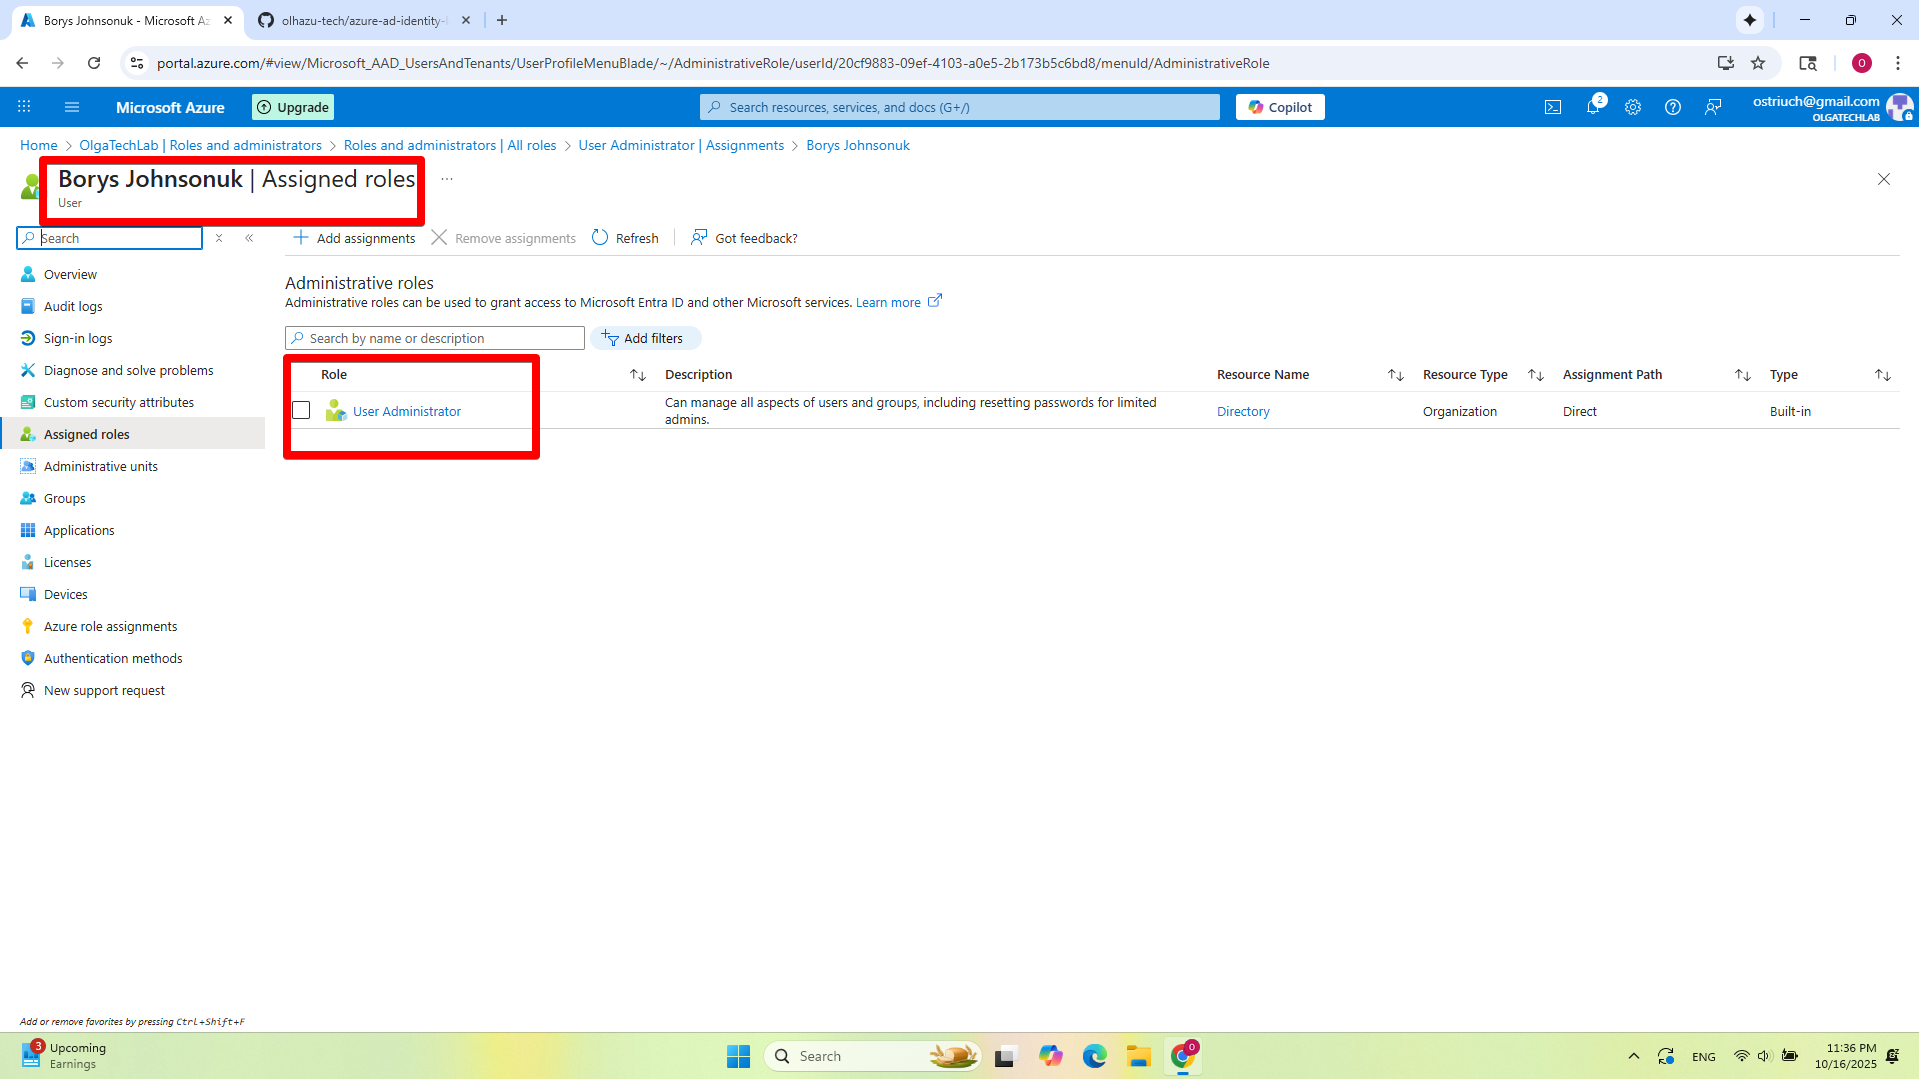 Borys Johnsonuk - Microsoft Az
olhazu-tech/azure-ad-identity-
portal.azure.com/#view/Microsoft_AAD_UsersAndTenants/UserProfileMenuBlade/~/AdministrativeRole/userId/20cf9883-09ef-4103-a0e5-2b173b5c6bd8/menuId/AdministrativeRole
O
Microsoft Azure
Upgrade
Search resources, services, and docs (G+/)
Copilot
2
ostriuch@gmail.com
OLGATECHLAB
Home > OlgaTechLab | Roles and administrators > Roles and administrators | All roles > User Administrator | Assignments > Borys Johnsonuk
Borys Johnsonuk | Assigned roles ...
User
Search
Add assignments
Remove assignments
Refresh
Got feedback?
Overview
Audit logs
Sign-in logs
Diagnose and solve problems
Custom security attributes
Assigned roles
Administrative units
Groups
Applications
Licenses
Devices
Azure role assignments
Authentication methods
New support request
Administrative roles
Administrative roles can be used to grant access to Microsoft Entra ID and other Microsoft services. Learn more
Search by name or description
Add filters
Role Description Resource Name Resource Type Assignment Path Type
User Administrator
Can manage all aspects of users and groups, including resetting passwords for limited
admins.
Directory
Organization
Direct
Built-in
Add or remove favorites by pressing Ctrl+Shift+F
3
Upcoming
Earnings
Search
0
ENG
11:36 PM
10/16/2025